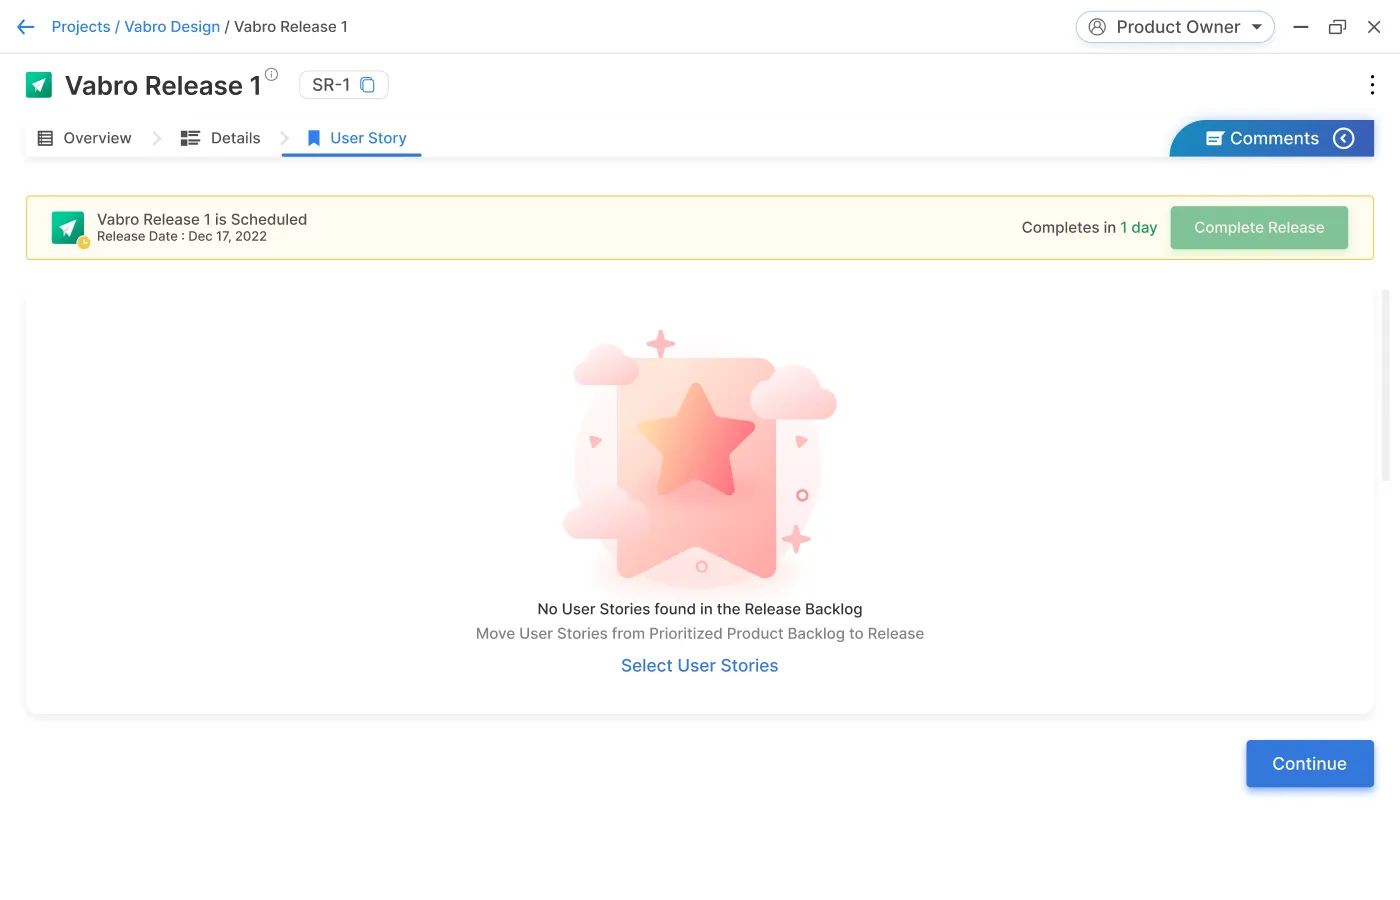 Projects / Vabro Design / Vabro Release 1
Product Owner
Vabro Release 1
SR-1
Overview
Details
User Story
Comments
Vabro Release 1 is Scheduled
Release Date : Dec 17, 2022
Completes in 1 day
Complete Release
No User Stories found in the Release Backlog
Move User Stories from Prioritized Product Backlog to Release
Select User Stories
Continue